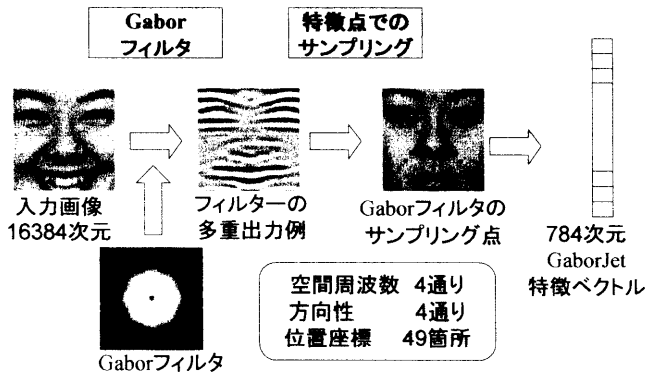 Gabor
フィルタ
特徴点での
サンプリング
入力画像
16384次元
フィルターの
多重出力例
Gaborフィルタの
サンプリング点
784次元
GaborJet
特徴ベクトル
Gaborフィルタ
空間周波数 4通り
方向性 4通り
位置座標 49箇所